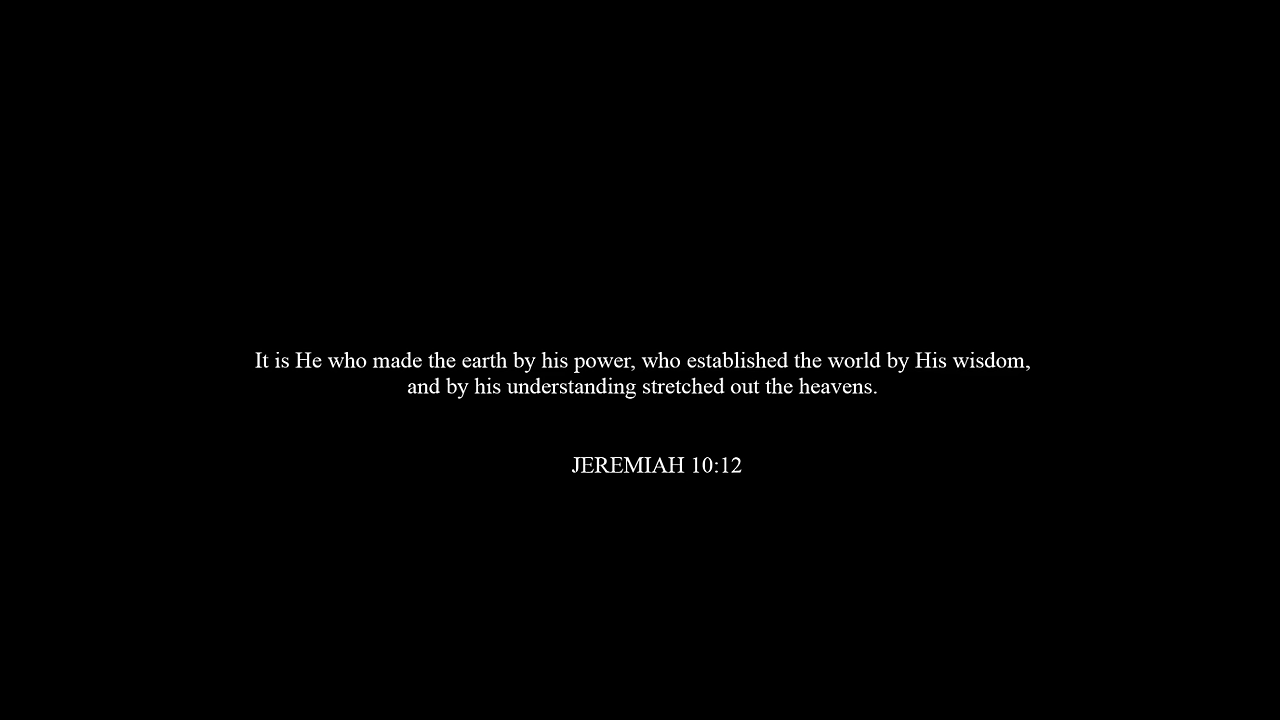 It is He who made the earth by his power, who established the world by His wisdom,
and by his understanding stretched out the heavens.
JEREMIAH 10:12